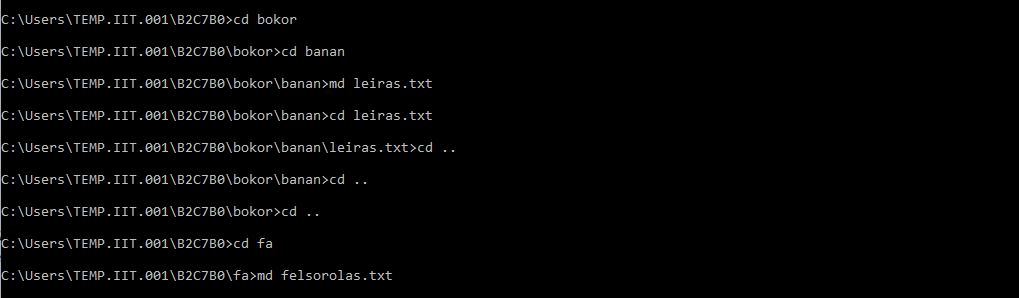 C:\Users\TEMP.IIT.001\B2C7B0>cd bokor
C:\Users\TEMP.IIT.001\B2C7B0\bokor>cd banan
C:\Users\TEMP.IIT.001\B2C7B0\bokor\banan>md leiras.txt
C:\Users\TEMP.IIT.001\B2C7B0\bokor\banan>cd leiras.txt
C:\Users\TEMP.IIT.001\B2C7B0\bokor\banan\leiras.txt>cd ..
C:\Users\TEMP.IIT.001\B2C7B0\bokor\banan>cd ..
C:\Users\TEMP.IIT.001\B2C7B0\bokor>cd ..
C:\Users\TEMP.IIT.001\B2C7B0>cd fa
C:\Users\TEMP.IIT.001\B2C7B0\fa>md felsorolas.txt